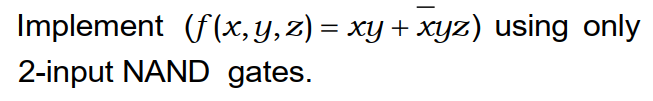 Implement (f(x,y,z) = xy + x̅yz) using only
2-input NAND gates.